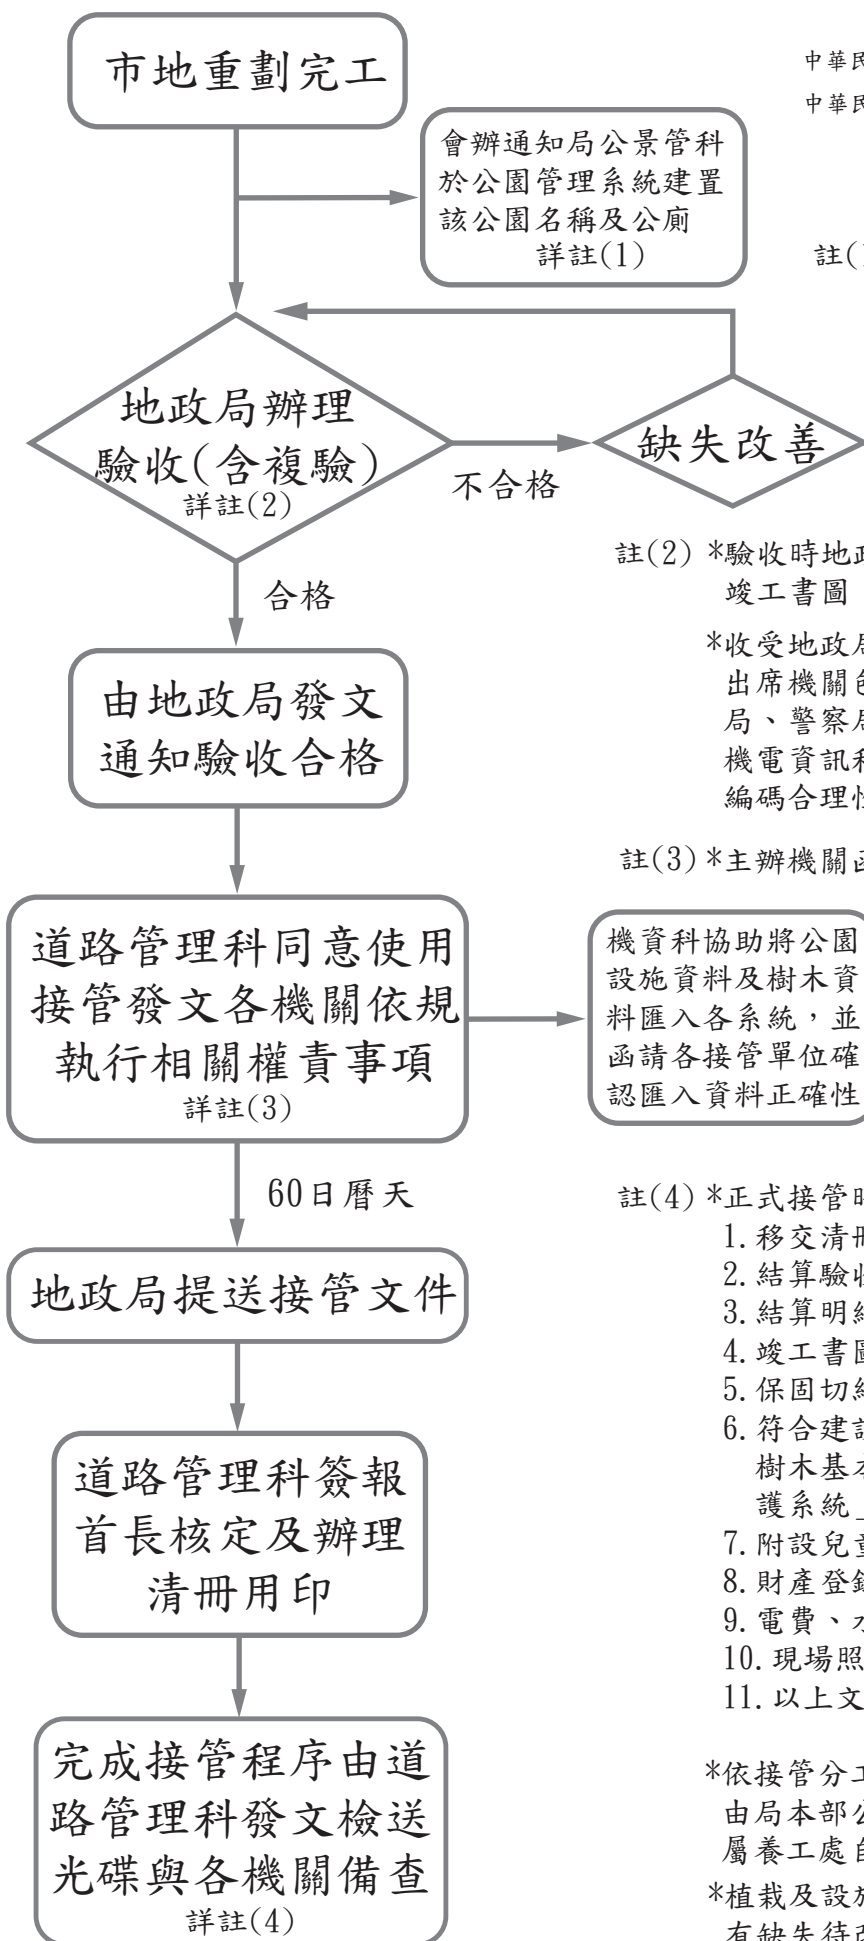 市地重劃完工
中華民
中華民
會辦通知局公景管科
於公園管理系統建置
該公園名稱及公廁
詳註(1)
註(
地政局辦理
驗收(含複驗)
詳註(2)
不合格
缺失改善
合格
註(2) *驗收時地政
竣工書圖
*收受地政局
出席機關包
局、警察局
機電資訊科
編碼合理性
由地政局發文
通知驗收合格
註(3)*主辦機關函
道路管理科同意使用
接管發文各機關依規
執行相關權責事項
詳註(3)
機資科協助將公園
設施資料及樹木資
料匯入各系統，並
函請各接管單位確
認匯入資料正確性
60日曆天
註(4) *正式接管時
1.移交清冊
2.結算驗收
3.結算明細
4.竣工書圖
5.保固切結
6.符合建設
樹木基本
護系統
7.附設兒童
8.財產登錄
9.電費、水
10.現場照
11.以上文
地政局提送接管文件
道路管理科簽報
首長核定及辦理
清冊用印
完成接管程序由道
路管理科發文檢送
光碟與各機關備查
詳註(4)
*依接管分工
由局本部公
屬養工處自
*植栽及設施
有缺失待改